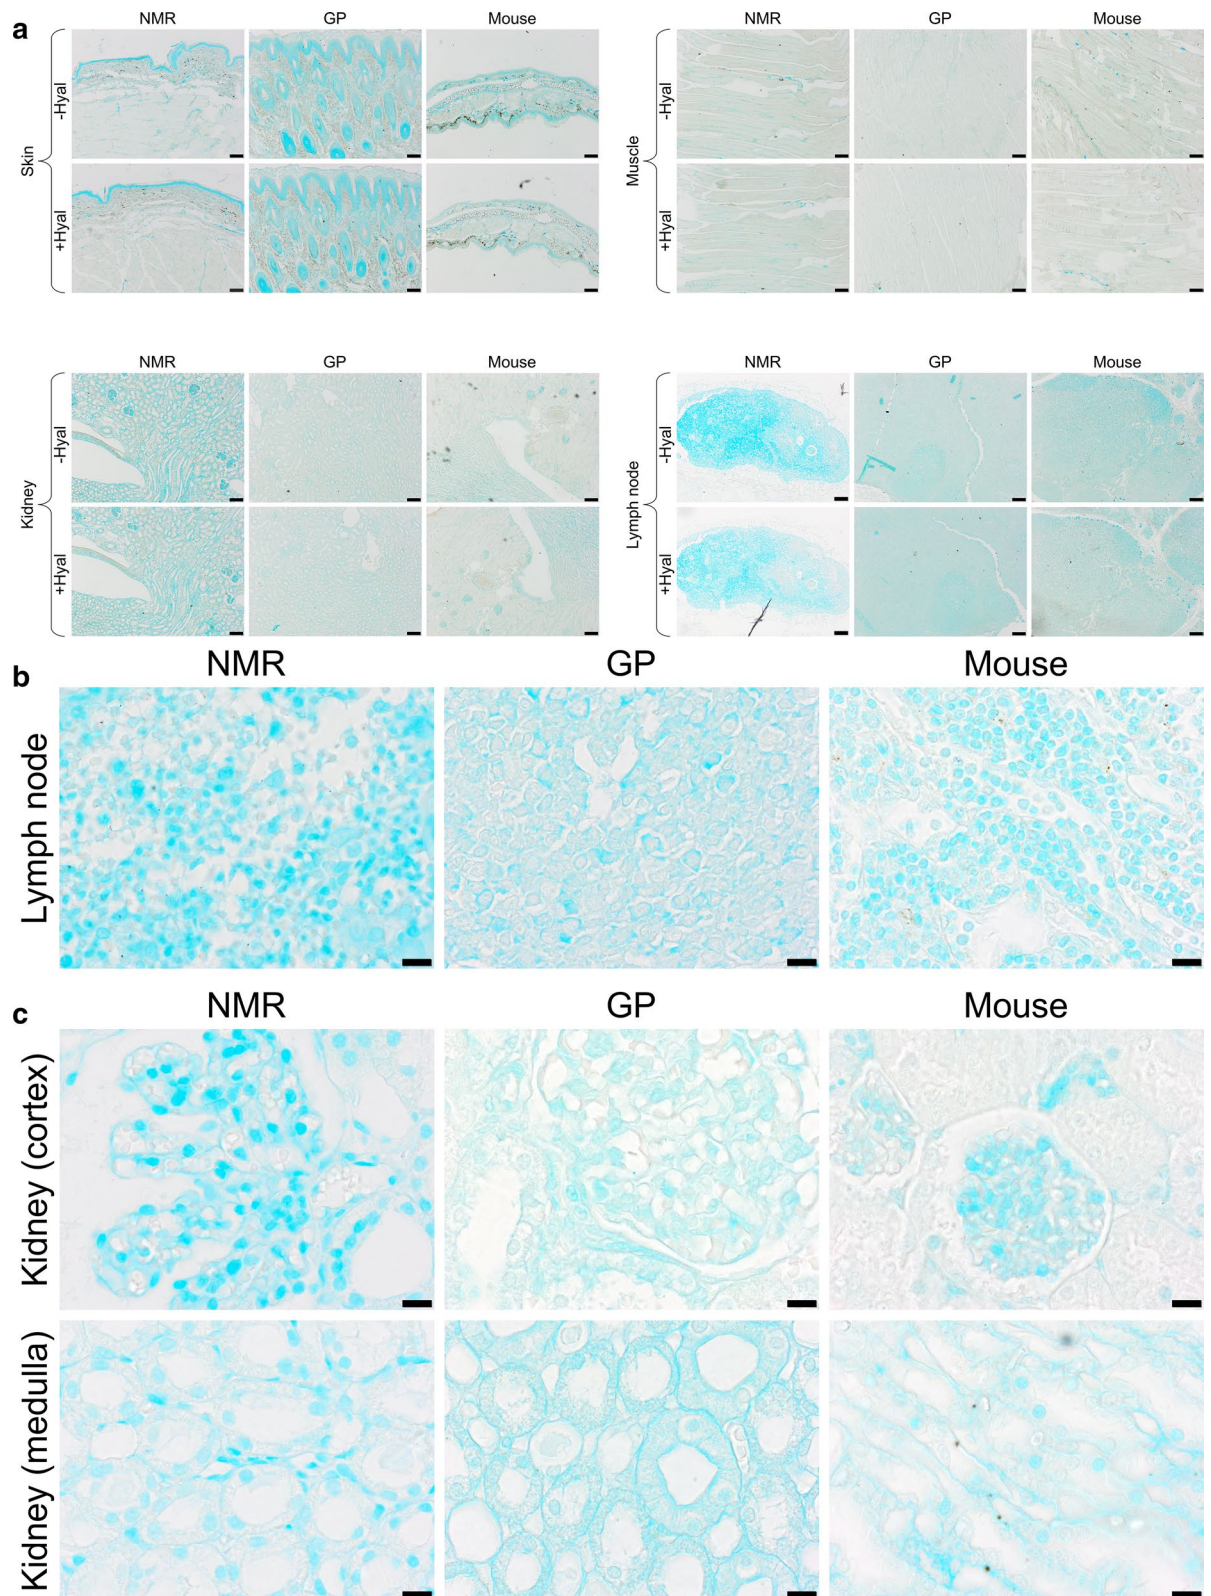 a
NMR GP Mouse
Skin
-Hyal
+Hyal
NMR GP Mouse
Muscle
-Hyal
+Hyal
NMR GP Mouse
Kidney
-Hyal
+Hyal
NMR GP Mouse
Lymph node
-Hyal
+Hyal
b
NMR GP Mouse
Lymph node
c
NMR GP Mouse
Kidney (cortex)
Kidney (medulla)